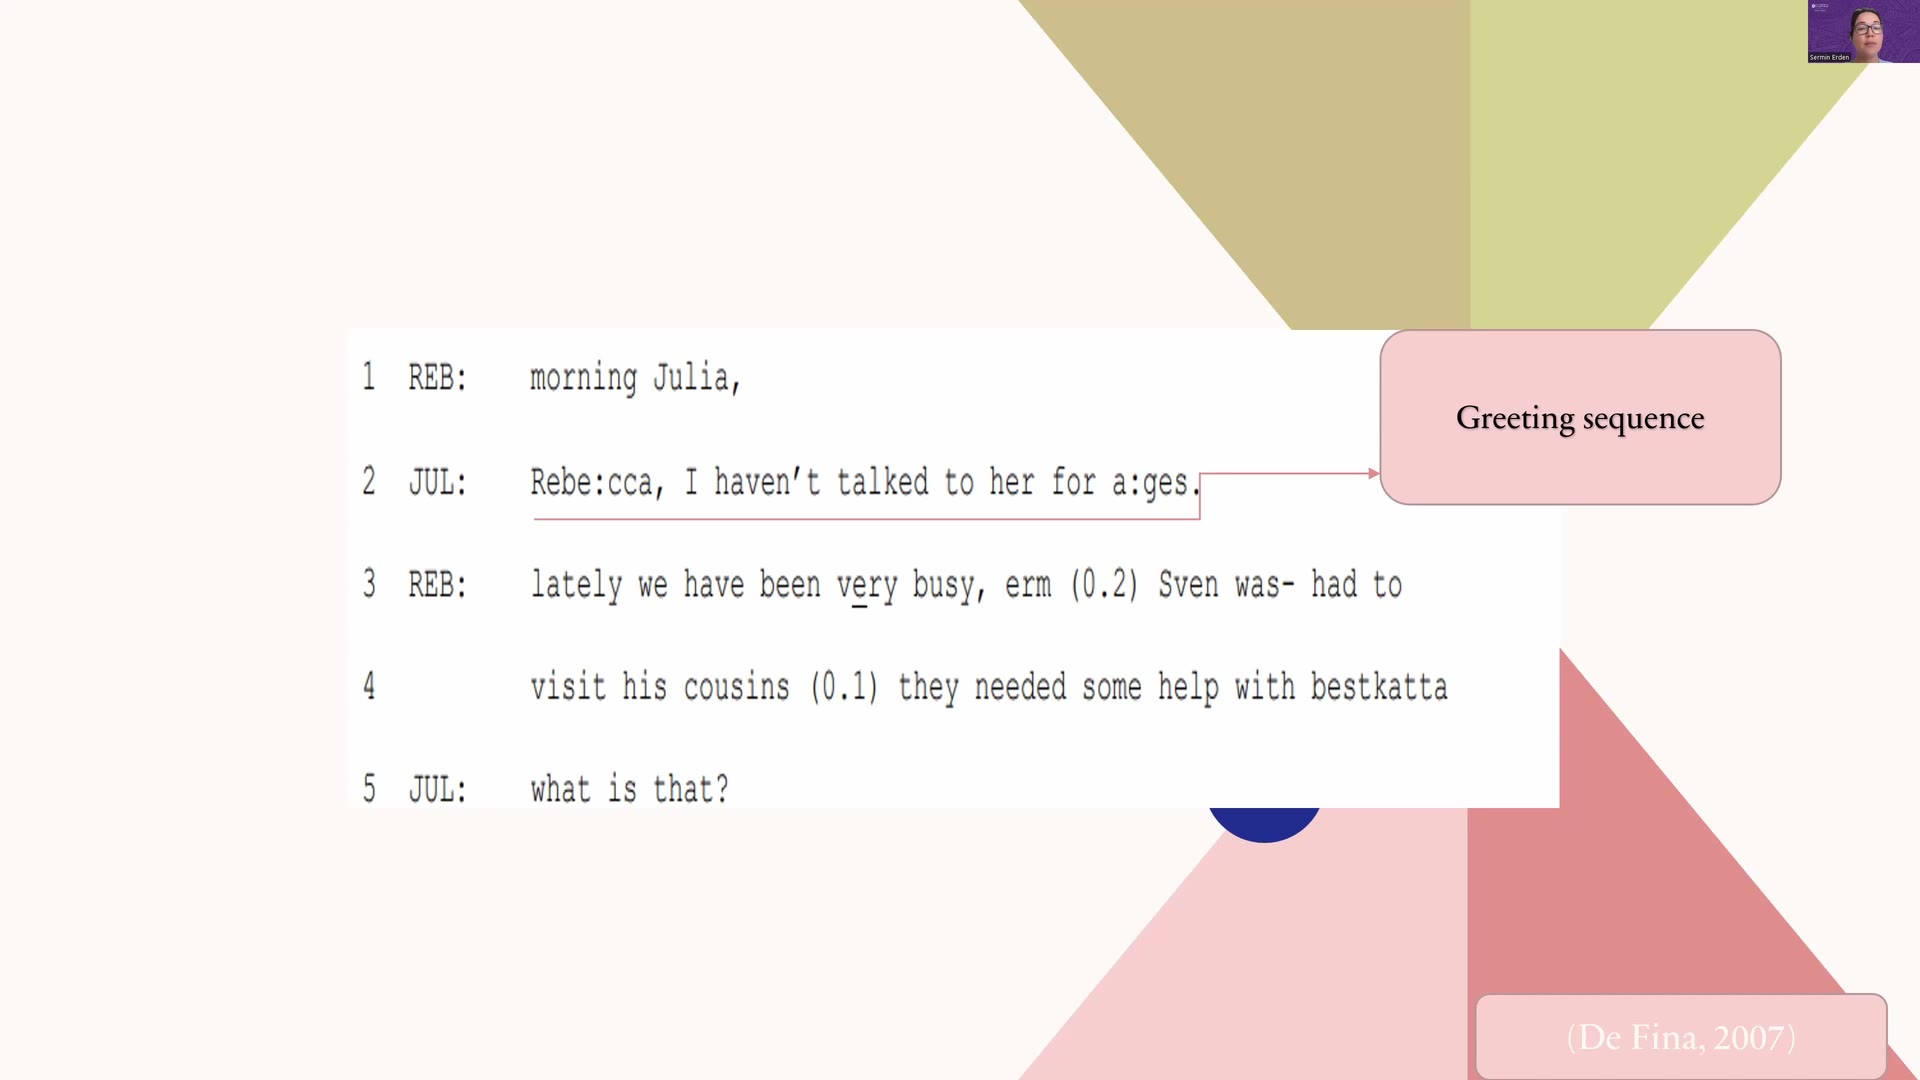 Sermin Erden
1 REB: morning Julia,
Greeting sequence
2 JUL: Rebe:cca, I haven't talked to her for a:ges.
3 REB: lately we have been very busy, erm (0.2) Sven was- had to
4 visit his cousins (0.1) they needed some help with bestkatta
5 JUL: what is that?
(De Fina, 2007)